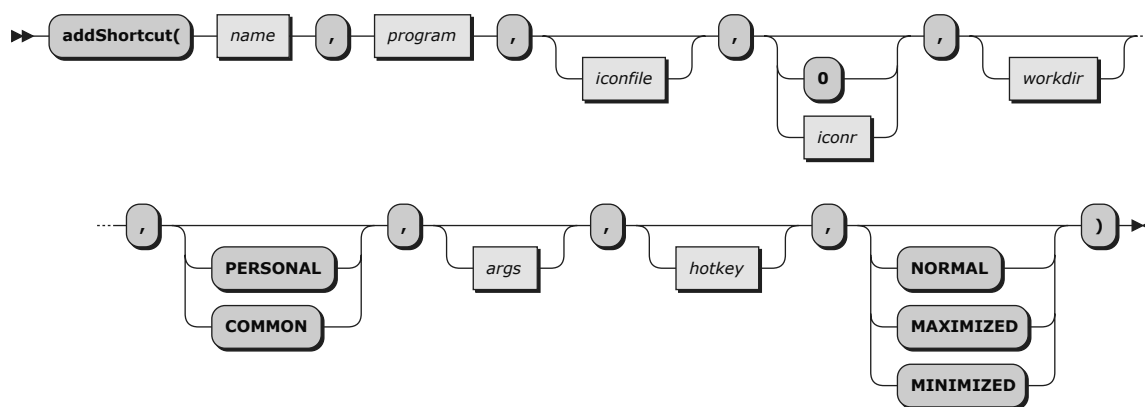 addShortcut( name , program , , , 
iconfile 0 workdir
iconr
, , , , )
PERSONAL args hotkey NORMAL
COMMON MAXIMIZED
MINIMIZED